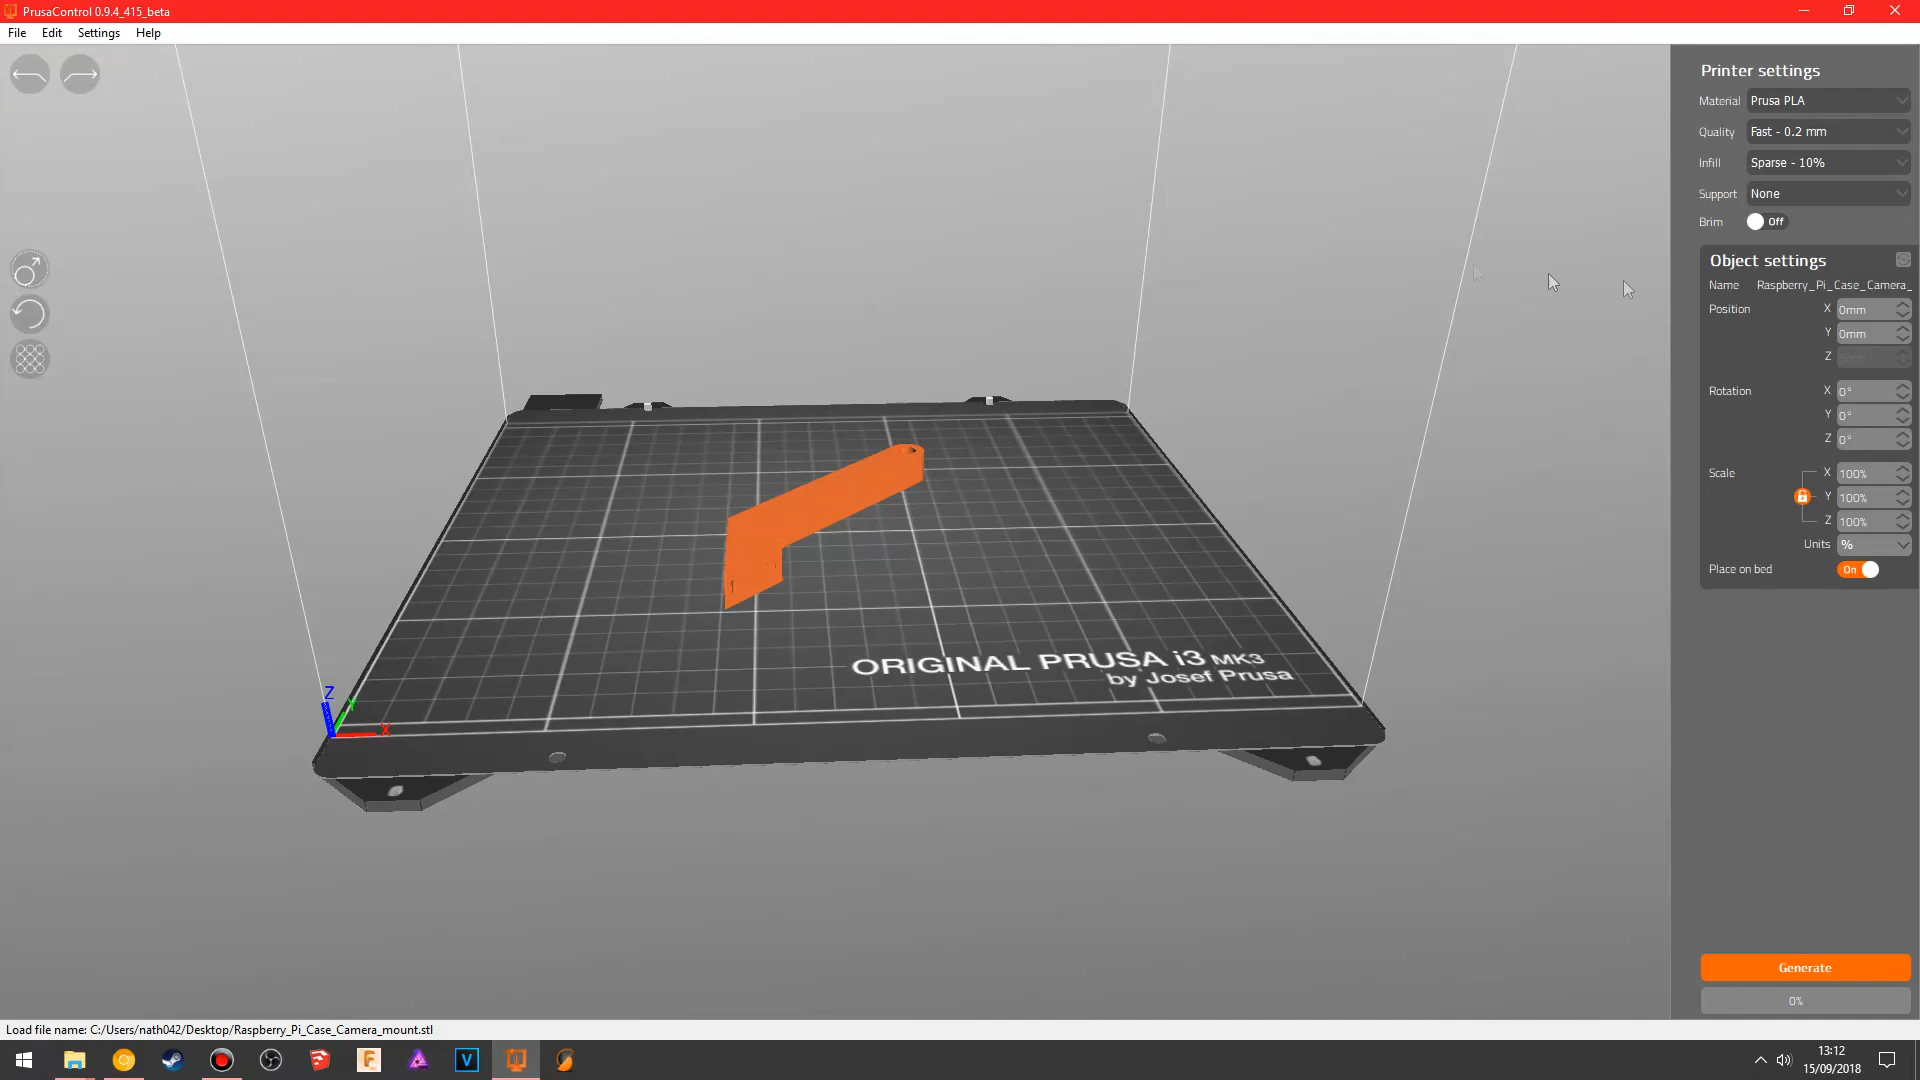 PrusaControl 0.9.4_415_beta
File Edit Settings Help
Printer settings
Material Prusa PLA
Quality Fast - 0.2 mm
Infill Sparse - 10%
Support None
Brim Off
Object settings
Name Raspberry_Pi_Case_Camera_
Position X 0mm
Y 0mm
Z
Rotation X 0°
Y 0°
Z 0°
Scale X 100%
Y 100%
Z 100%
Units %
Place on bed On
ORIGINAL PRUSA i3 MK3
by Josef Prusa
Z
Y
X
Generate
0%
Load file name: C:/Users/nath042/Desktop/Raspberry_Pi_Case_Camera_mount.stl
F
V
13:12
15/09/2018